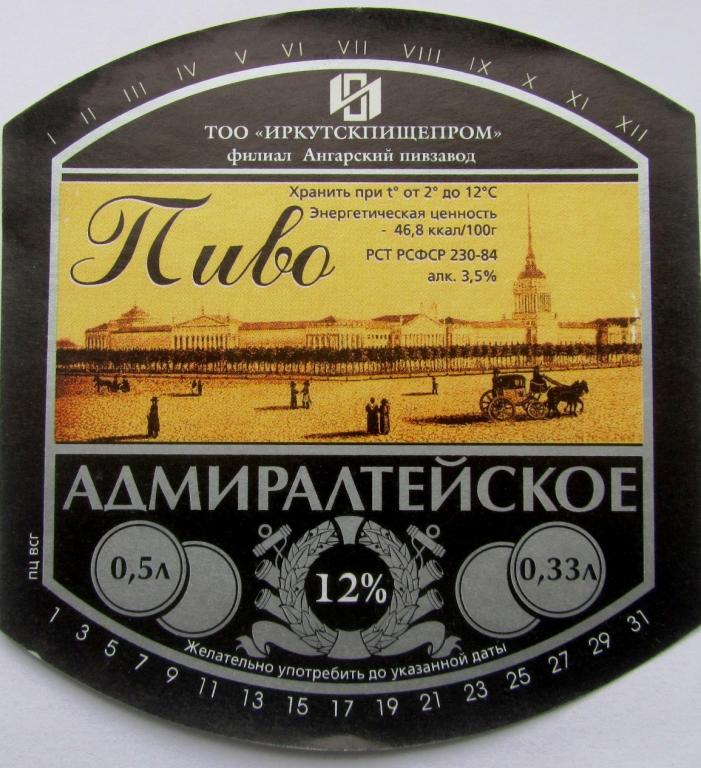 I II III IV V VI VII VIII IX X XI XII
ТОО «ИРКУТСКПИЩЕПРОМ»
филиал Ангарский пивзавод
Пиво
Хранить при t° от 2° до 12°С
Энергетическая ценность
- 46,8 ккал/100г
РСТ РСФСР 230-84
алк. 3,5%
АДМИРАЛТЕЙСКОЕ
0,5л
12%
0,33л
ПЦ ВСГ
Желательно употребить до указанной даты
1 3 5 7 9 11 13 15 17 19 21 23 25 27 29 31